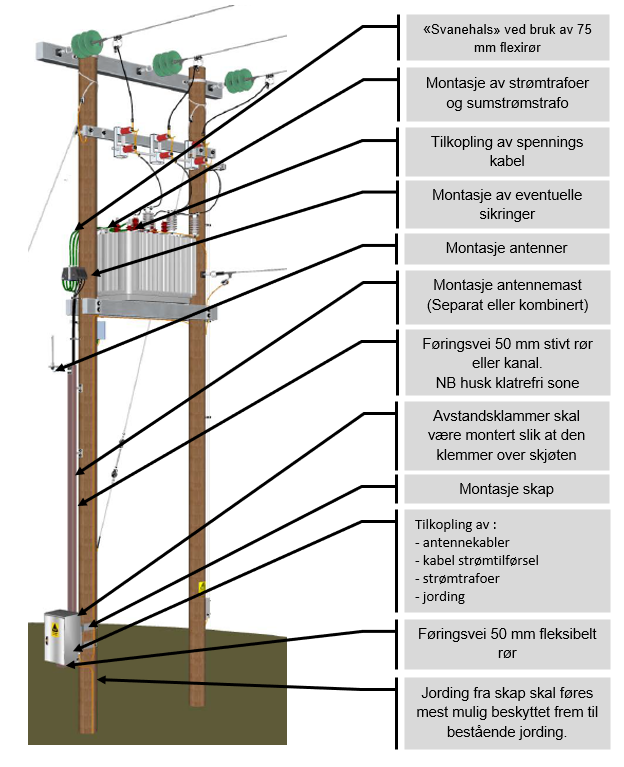 «Svanehals» ved bruk av 75
mm flexirør
Montasje av strømtrafoer
og sumstrømstrafo
Tilkopling av spennings
kabel
Montasje av eventuelle
sikringer
Montasje antenner
Montasje antennemast
(Separat eller kombinert)
Føringsvei 50 mm stivt rør
eller kanal.
NB husk klatrefri sone
Avstandsklammer skal
være montert slik at den
klemmer over skjøten
Montasje skap
Tilkopling av :
- antennekabler
- kabel strømtilførsel
- strømtrafoer
- jording
Føringsvei 50 mm fleksibelt
rør
Jording fra skap skal føres
mest mulig beskyttet frem til
bestående jording.